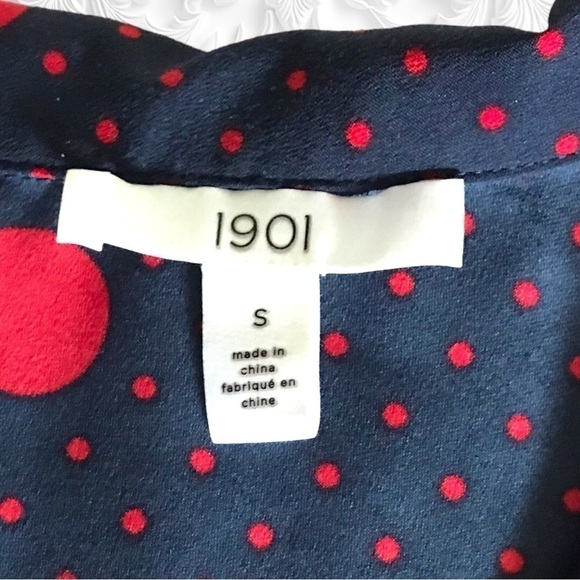 1901
S
made in
china
fabriqué en
chine